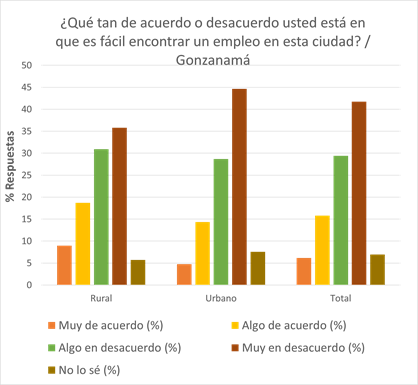 ¿Qué tan de acuerdo o desacuerdo usted está en
que es fácil encontrar un empleo en esta ciudad? /
Gonzanamá
% Respuestas
50
45
40
35
30
25
20
15
10
5
0
Rural
Urbano
Total
Muy de acuerdo (%)
Algo de acuerdo (%)
Algo en desacuerdo (%)
Muy en desacuerdo (%)
No lo sé (%)